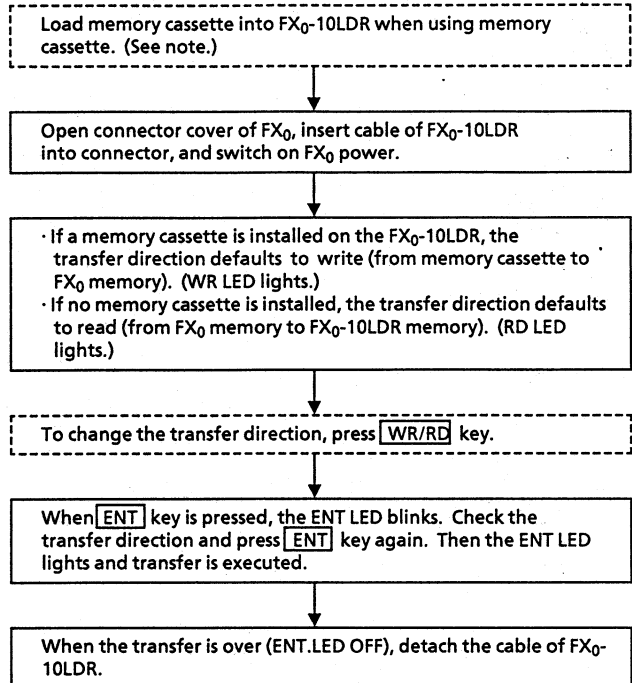 Load memory cassette into FX₀-10LDR when using memory
cassette. (See note.)
Open connector cover of FX₀, insert cable of FX₀-10LDR
into connector, and switch on FX₀ power.
· If a memory cassette is installed on the FX₀-10LDR, the
transfer direction defaults to write (from memory cassette to
FX₀ memory). (WR LED lights.)
· If no memory cassette is installed, the transfer direction defaults
to read (from FX₀ memory to FX₀-10LDR memory). (RD LED
lights.)
To change the transfer direction, press WR/RD key.
When ENT key is pressed, the ENT LED blinks. Check the
transfer direction and press ENT key again. Then the ENT LED
lights and transfer is executed.
When the transfer is over (ENT.LED OFF), detach the cable of FX₀-
10LDR.